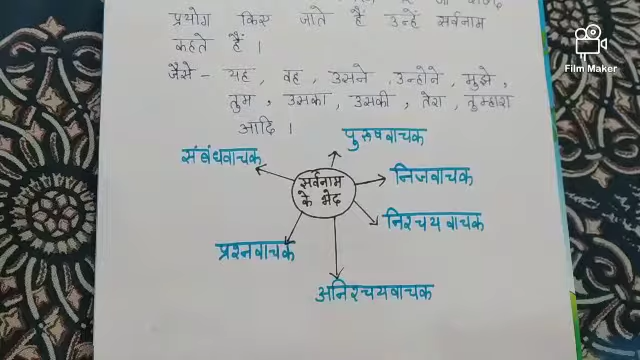 प्रयोग किए जाते हैं उन्हें सर्वनाम
कहते हैं ।
जैसे - यह, वह, उसने, उन्होंने, मुझे,
तुम, उसका, उसकी, तेरा, तुम्हारा
आदि ।
पुरुषवाचक
संबंधवाचक
निजवाचक
सर्वनाम
के भेद
निश्चयवाचक
प्रश्नवाचक
अनिश्चयवाचक
Film Maker